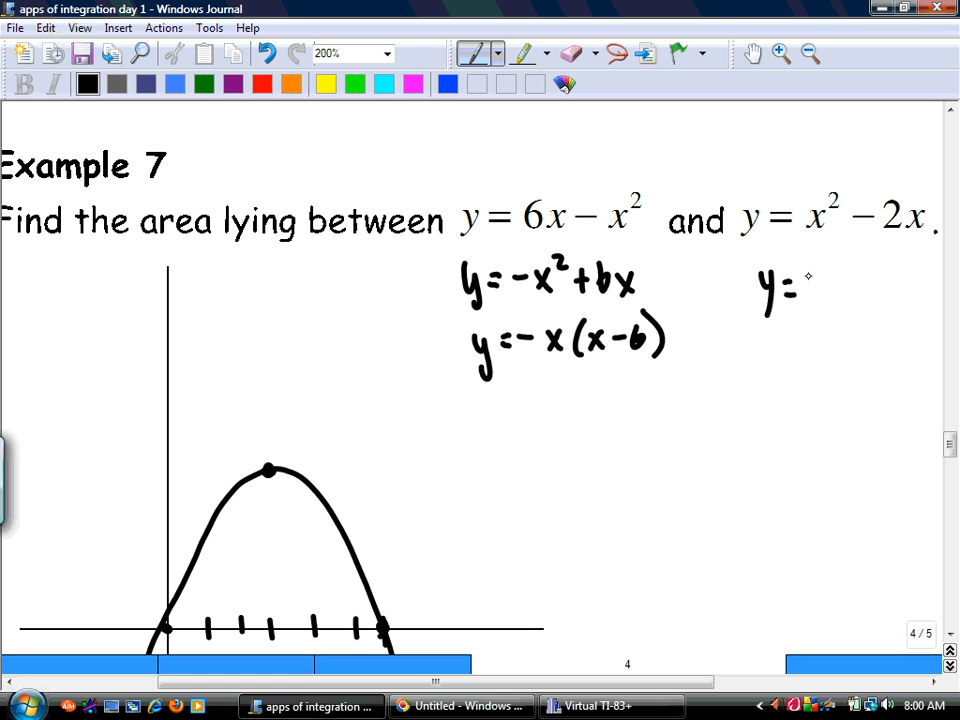 apps of integration day 1 - Windows Journal
File Edit View Insert Actions Tools Help
200%
B I
Example 7
Find the area lying between y = 6x − x² and y = x² − 2x.
y = -x² + 6x
y =
y = -x(x-6)
4 / 5
4
apps of integration ...
Untitled - Windows ...
Virtual TI-83+
8:00 AM